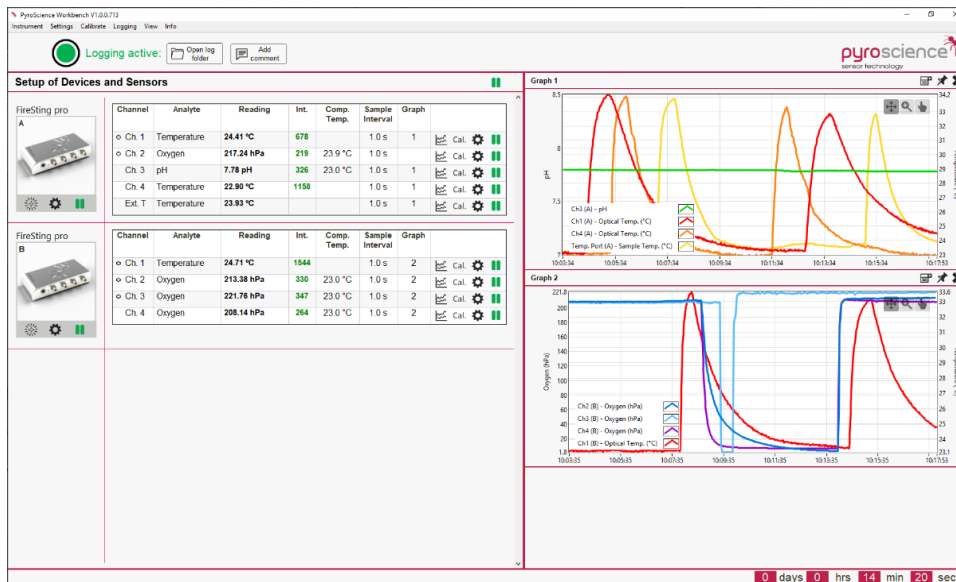 PyroScience Workbench V1.0.0.713
Instrument Settings Calibrate Logging View Info
Logging active: Open log folder Add comment
pyroscience
sensor technology
Setup of Devices and Sensors
FireSting pro
A
Channel Analyte Reading Int. Comp. Temp. Sample Interval Graph
Ch. 1 Temperature 24.41 °C 678 1.0 s 1 Cal.
Ch. 2 Oxygen 217.24 hPa 219 23.9 °C 1.0 s Cal.
Ch. 3 pH 7.78 pH 326 23.0 °C 1.0 s 1 Cal.
Ch. 4 Temperature 22.90 °C 1158 1.0 s 1 Cal.
Ext. T Temperature 23.93 °C 1.0 s 1 Cal.
FireSting pro
B
Channel Analyte Reading Int. Comp. Temp. Sample Interval Graph
Ch. 1 Temperature 24.71 °C 1544 1.0 s 2 Cal.
Ch. 2 Oxygen 213.38 hPa 330 23.0 °C 1.0 s 2 Cal.
Ch. 3 Oxygen 221.76 hPa 347 23.0 °C 1.0 s 2 Cal.
Ch. 4 Oxygen 208.14 hPa 264 23.0 °C 1.0 s 2 Cal.
Graph 1
8.5
8
7.5
7
pH
34.2
33
32
31
30
29
28
27
26
25
24
23
Ch3 (A) - pH
Ch1 (A) - Optical Temp. (°C)
Ch4 (A) - Optical Temp. (°C)
Temp. Port (A) - Sample Temp. (°C)
10:03:34 10:05:34 10:07:34 10:09:34 10:11:34 10:13:34 10:15:34 10:17:53
Graph 2
221.8
200
180
160
140
120
100
80
60
40
20
1.8
Oxygen (hPa)
33.6
33
32
31
30
29
28
27
26
25
24
23.1
Ch2 (B) - Oxygen (hPa)
Ch3 (B) - Oxygen (hPa)
Ch4 (B) - Oxygen (hPa)
Ch1 (B) - Optical Temp. (°C)
10:03:35 10:05:35 10:07:35 10:09:35 10:11:35 10:13:35 10:15:35 10:17:53
0 days 0 hrs 14 min 20 sec